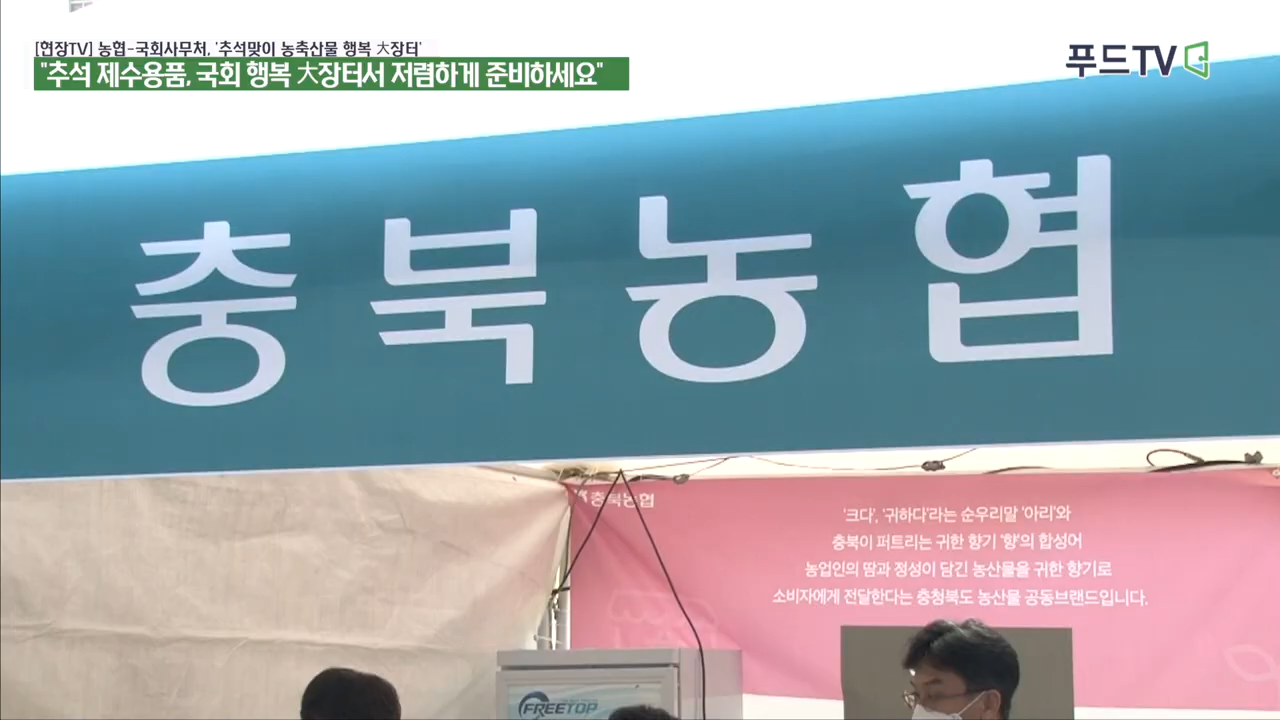 [현장TV] 농협-국회사무처, '추석맞이 농축산물 행복 大장터'
"추석 제수용품, 국회 행복 大장터서 저렴하게 준비하세요"
푸드TV
충북농협
충북농협
'크다', '귀하다'라는 순우리말 '아리'와
충북이 퍼트리는 귀한 향기 '향'의 합성어
농업인의 땀과 정성이 담긴 농산물을 귀한 향기로
소비자에게 전달한다는 충청북도 농산물 공동브랜드입니다.
FREETOP